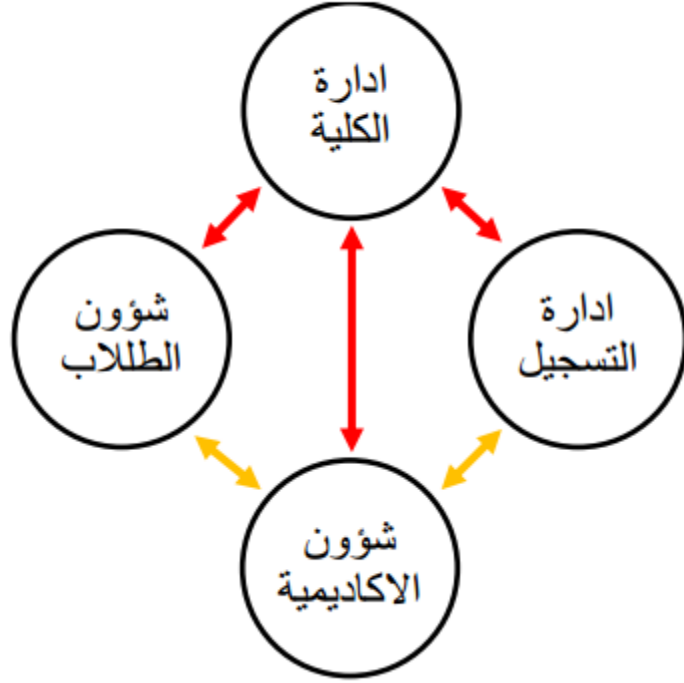 ادارة
الكلية
شؤون
الطلاب
ادارة
التسجيل
شؤون
الاكاديمية